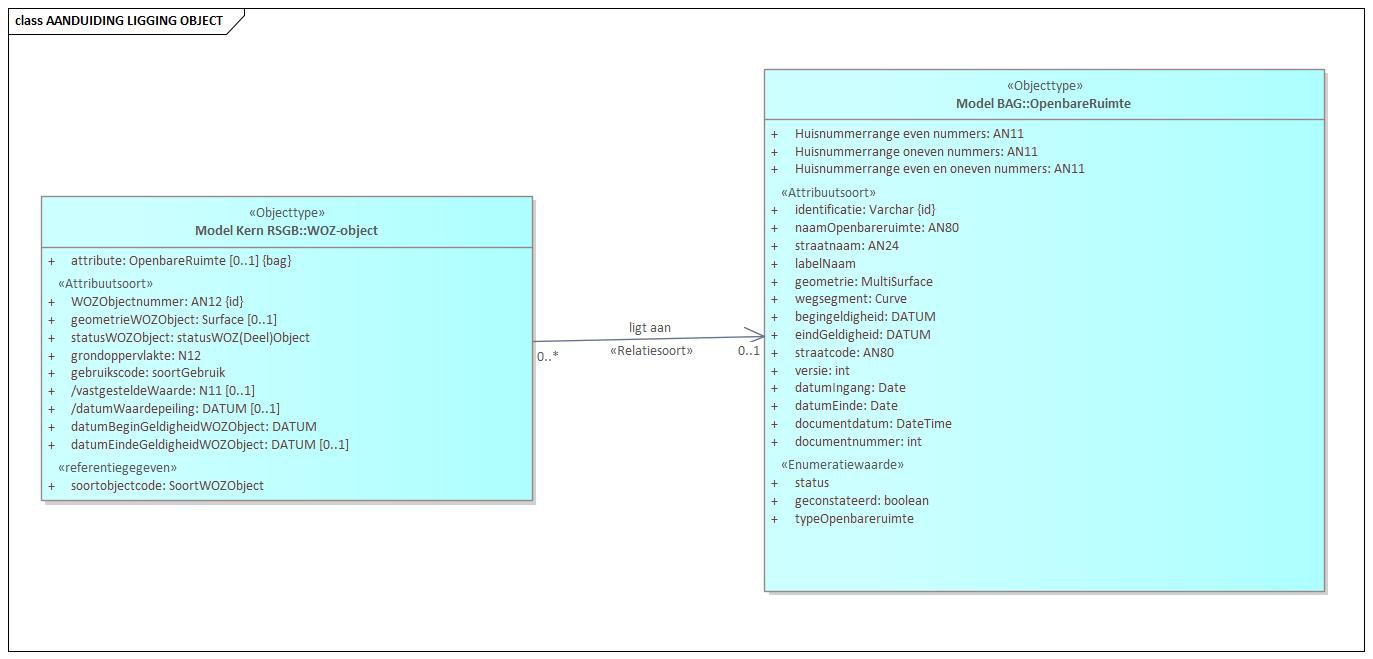 class AANDUIDING LIGGING OBJECT
«Objecttype»
Model Kern RSGB::WOZ-object
+ attribute: OpenbareRuimte [0..1] {bag}
«Attribuutsoort»
+ WOZObjectnummer: AN12 {id}
+ geometrieWOZObject: Surface [0..1]
+ statusWOZObject: statusWOZ(Deel)Object
+ grondoppervlakte: N12
+ gebruikscode: soortGebruik
+ /vastgesteldeWaarde: N11 [0..1]
+ /datumWaardepeiling: DATUM [0..1]
+ datumBeginGeldigheidWOZObject: DATUM
+ datumEindeGeldigheidWOZObject: DATUM [0..1]
«referentiegegeven»
+ soortobjectcode: SoortWOZObject
ligt aan
0..*
«Relatiesoort»
0..1
«Objecttype»
Model BAG::OpenbareRuimte
+ Huisnummerrange even nummers: AN11
+ Huisnummerrange oneven nummers: AN11
+ Huisnummerrange even en oneven nummers: AN11
«Attribuutsoort»
+ identificatie: Varchar {id}
+ naamOpenbareruimte: AN80
+ straatnaam: AN24
+ labelNaam
+ geometrie: MultiSurface
+ wegsegment: Curve
+ begingeldigheid: DATUM
+ eindGeldigheid: DATUM
+ straatcode: AN80
+ versie: int
+ datumIngang: Date
+ datumEinde: Date
+ documentdatum: DateTime
+ documentnummer: int
«Enumeratiewaarde»
+ status
+ geconstateerd: boolean
+ typeOpenbareruimte